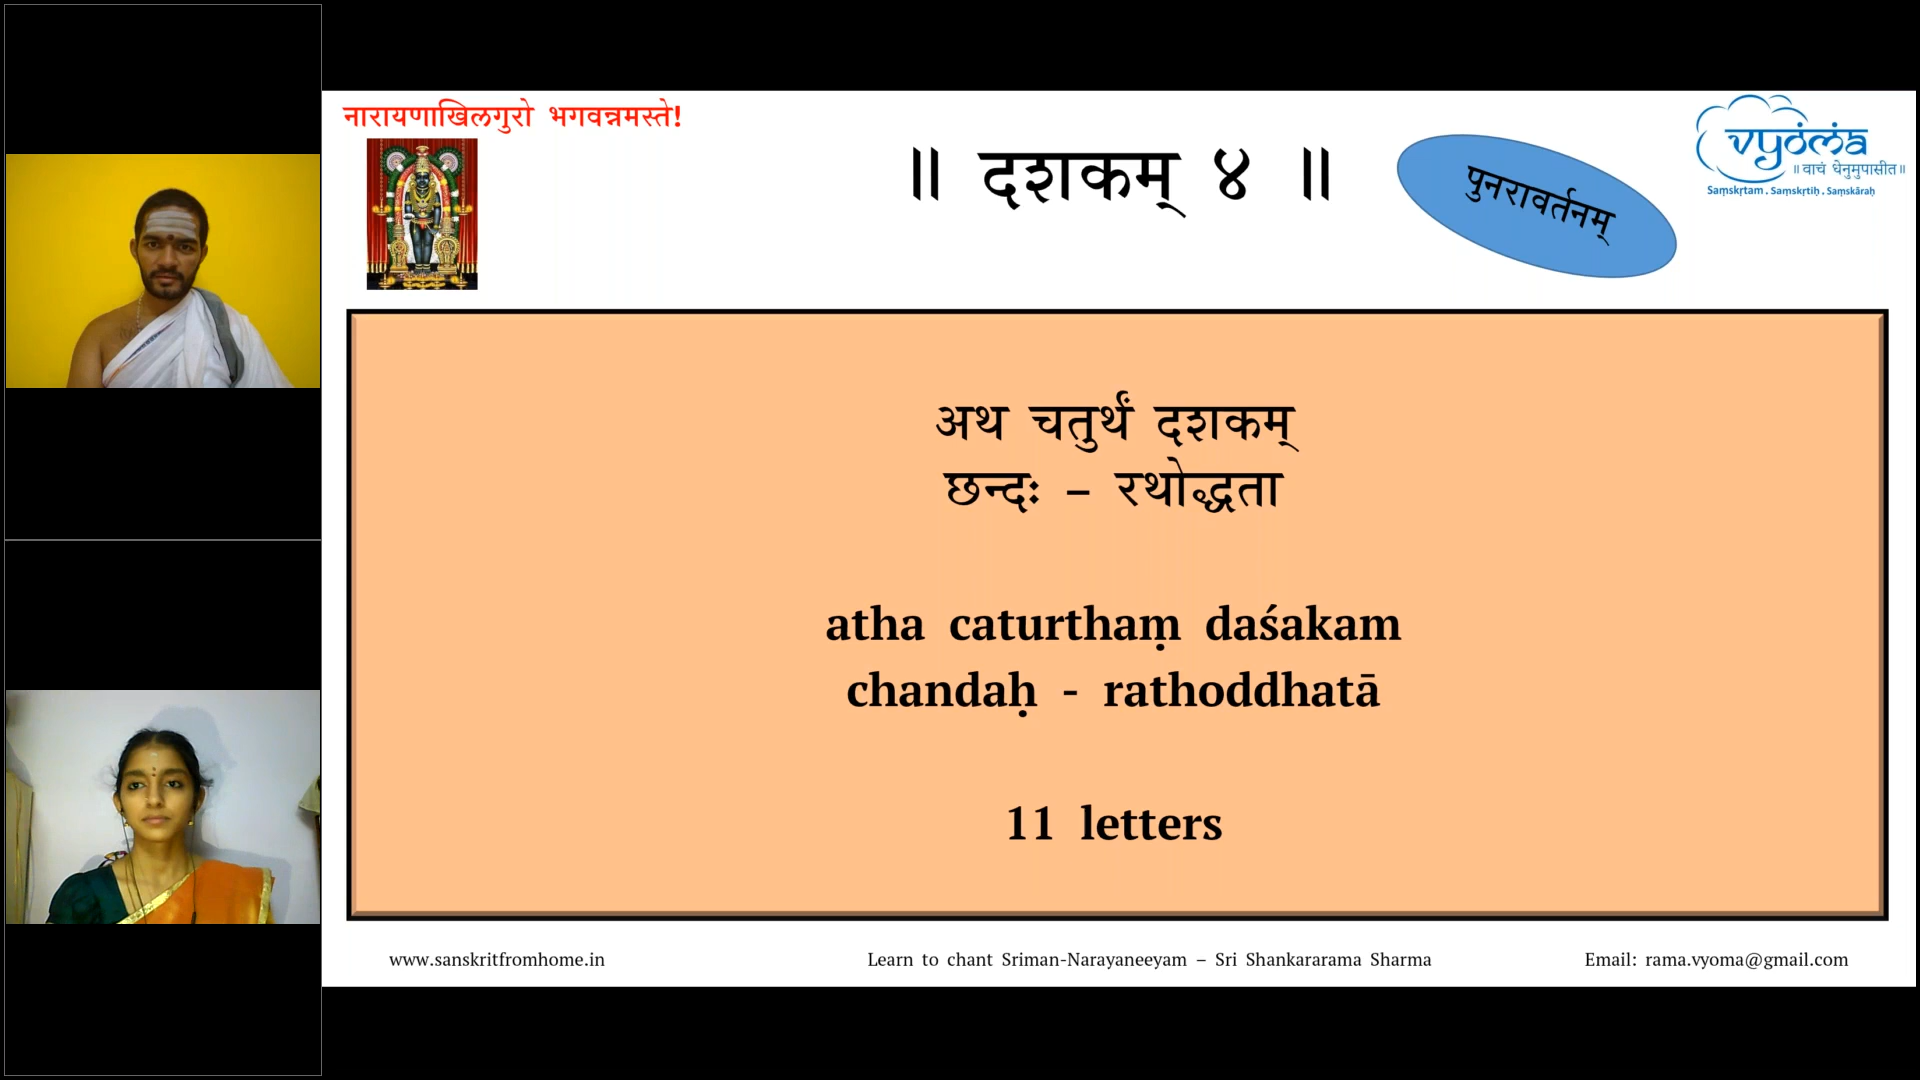 नारायणाखिलगुरो भगवन्नमस्ते!
॥ दशकम् ४ ॥
पुनरावर्तनम्
vyoma
॥वाचं धेनुमुपासीत॥
Saṃskṛtam . Saṃskṛtiḥ . Saṃskāraḥ
अथ चतुर्थं दशकम्
छन्दः – रथोद्धता
atha caturthaṃ daśakam
chandaḥ - rathoddhatā
11 letters
www.sanskritfromhome.in
Learn to chant Sriman-Narayaneeyam – Sri Shankararama Sharma
Email: rama.vyoma@gmail.com